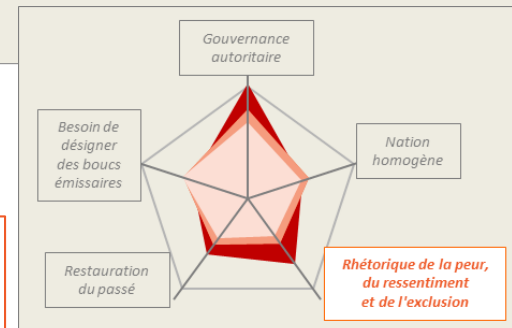 Gouvernance
autoritaire
Besoin de
désigner
des boucs
émissaires
Nation
homogène
Restauration
du passé
Rhétorique de la peur,
du ressentiment
et de l'exclusion